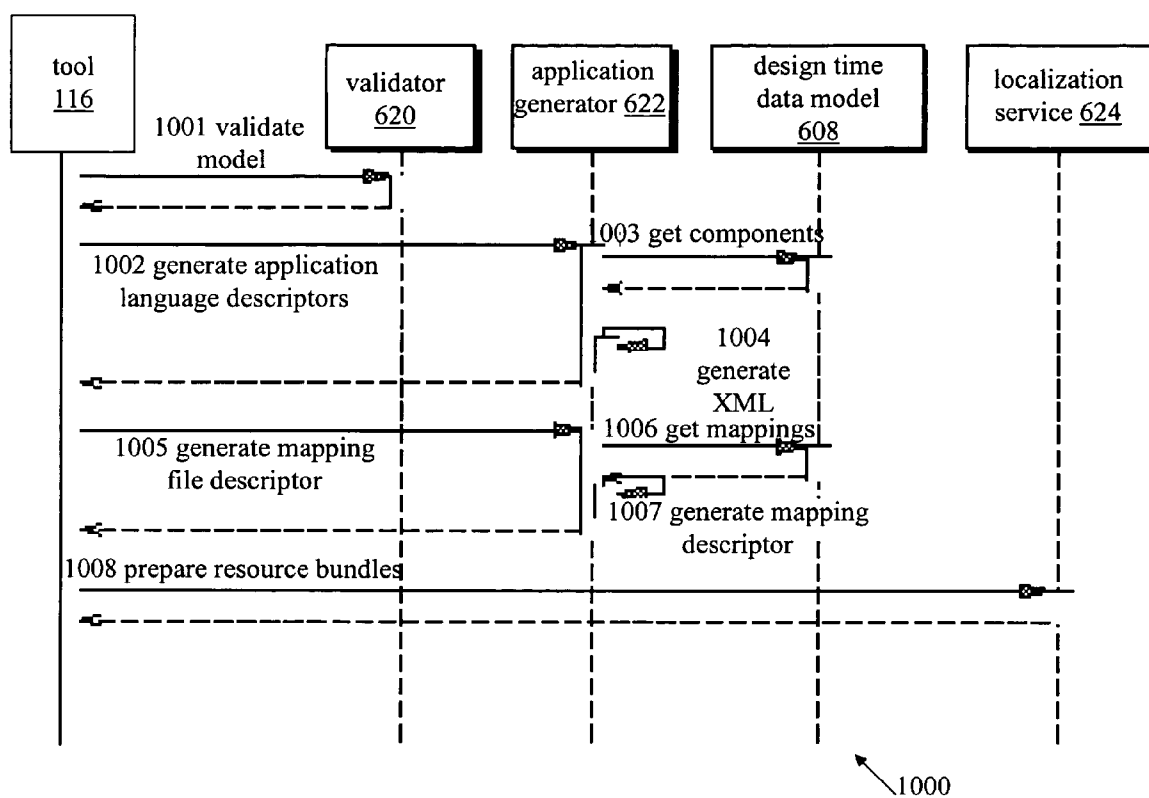 tool
116
validator
620
application
generator 622
design time
data model
608
localization
service 624
1001 validate
model
1002 generate application
language descriptors
1003 get components
1004
generate
XML
1005 generate mapping
file descriptor
1006 get mappings
1007 generate mapping
descriptor
1008 prepare resource bundles
1000